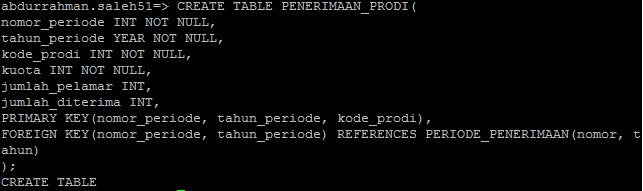 abdurrahman.saleh51=> CREATE TABLE PENERIMAAN_PRODI(
nomor_periode INT NOT NULL,
tahun_periode YEAR NOT NULL,
kode_prodi INT NOT NULL,
kuota INT NOT NULL,
jumlah_pelamar INT,
jumlah_diterima INT,
PRIMARY KEY(nomor_periode, tahun_periode, kode_prodi),
FOREIGN KEY(nomor_periode, tahun_periode) REFERENCES PERIODE_PENERIMAAN(nomor, t
ahun)
);
CREATE TABLE